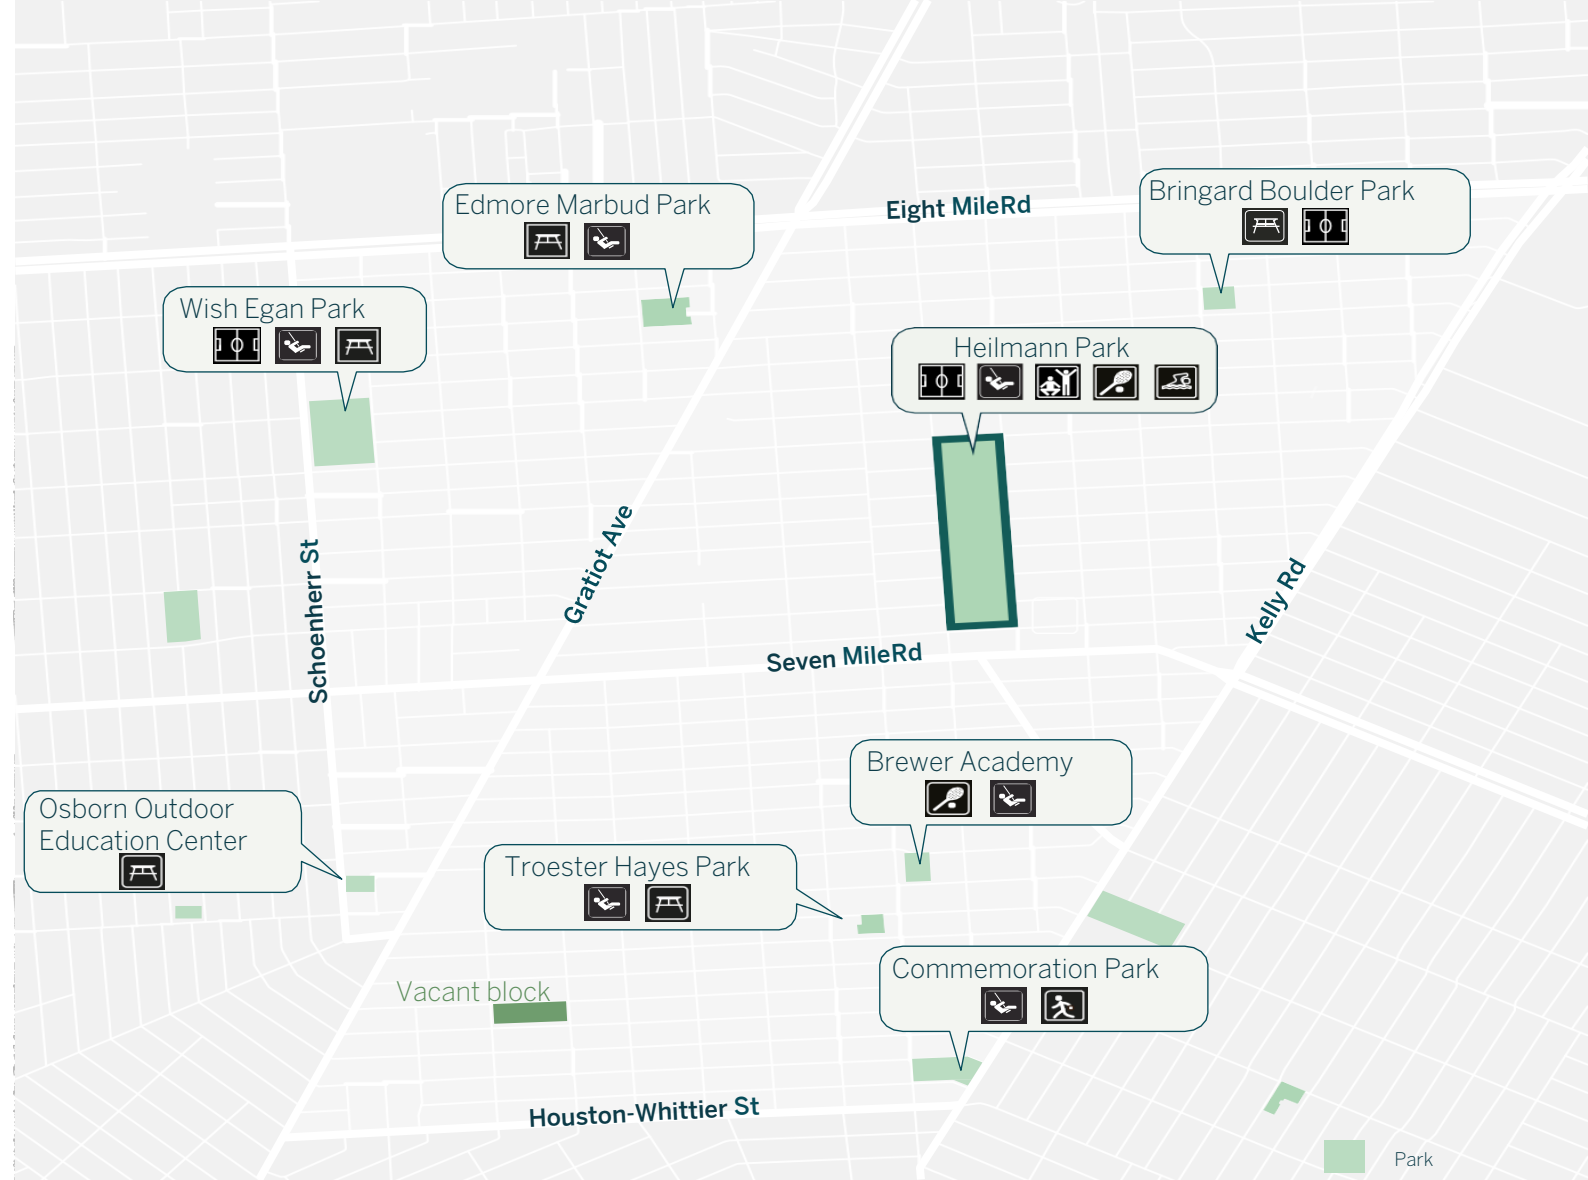 Edmore Marbud Park
Eight MileRd
Bringard Boulder Park
Wish Egan Park
Heilmann Park
Gratiot Ave
Schoenherr St
Kelly Rd
Seven MileRd
Brewer Academy
Osborn Outdoor
Education Center
Troester Hayes Park
Commemoration Park
Vacant block
Houston-Whittier St
Park